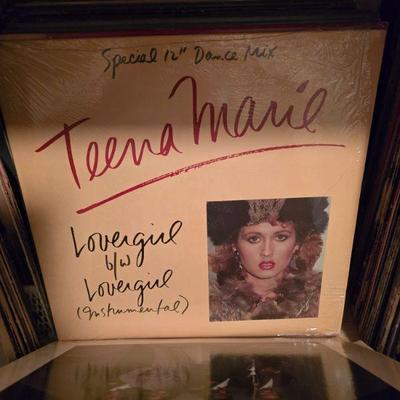 Special 12" Dance Mix
Teena Marie
Lovergirl
b/w
Lovergirl
(Instrumental)